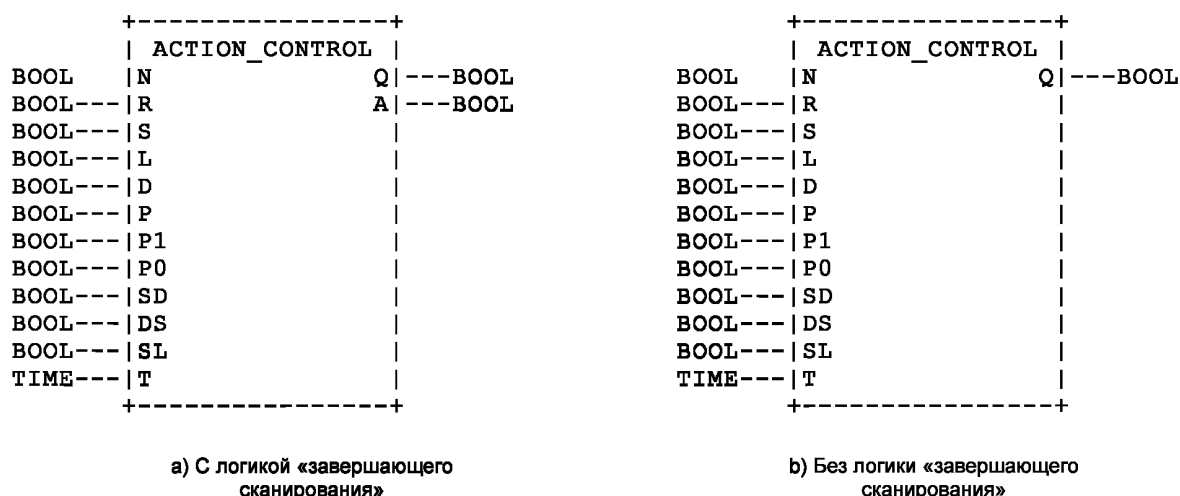 +------------------+
| ACTION_CONTROL |
BOOL |N Q|---BOOL
BOOL---|R A|---BOOL
BOOL---|S |
BOOL---|L |
BOOL---|D |
BOOL---|P |
BOOL---|P1 |
BOOL---|P0 |
BOOL---|SD |
BOOL---|DS |
BOOL---|SL |
TIME---|T |
+------------------+
a) С логикой «завершающего
сканирования»
+------------------+
| ACTION_CONTROL |
BOOL |N Q|---BOOL
BOOL---|R |
BOOL---|S |
BOOL---|L |
BOOL---|D |
BOOL---|P |
BOOL---|P1 |
BOOL---|P0 |
BOOL---|SD |
BOOL---|DS |
BOOL---|SL |
TIME---|T |
+------------------+
b) Без логики «завершающего
сканирования»